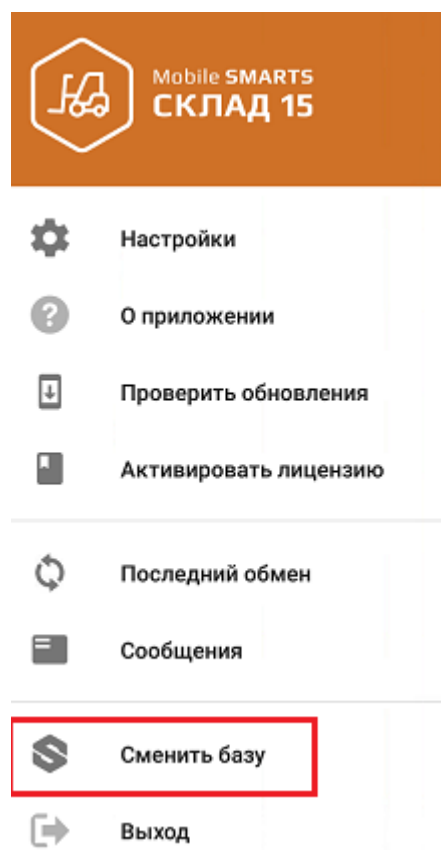 Mobile SMARTS
СКЛАД 15
Настройки
О приложении
Проверить обновления
Активировать лицензию
Последний обмен
Сообщения
Сменить базу
Выход